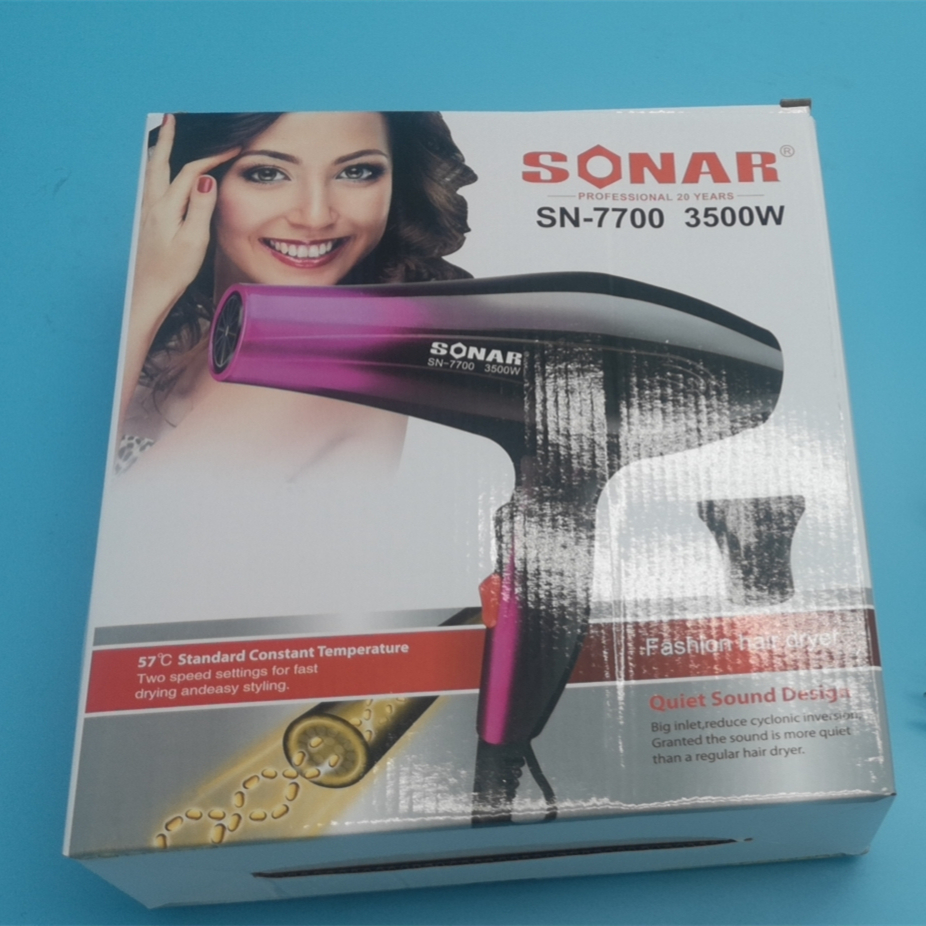 SONAR®
PROFESSIONAL 20 YEARS
SN-7700 3500W
SONAR
SN-7700 3500W
57℃ Standard Constant Temperature
Two speed settings for fast
drying andeasy styling.
Fashion hair dryer
Quiet Sound Design
Big inlet,reduce cyclonic inversion,
Granted the sound is more quiet
than a regular hair dryer.